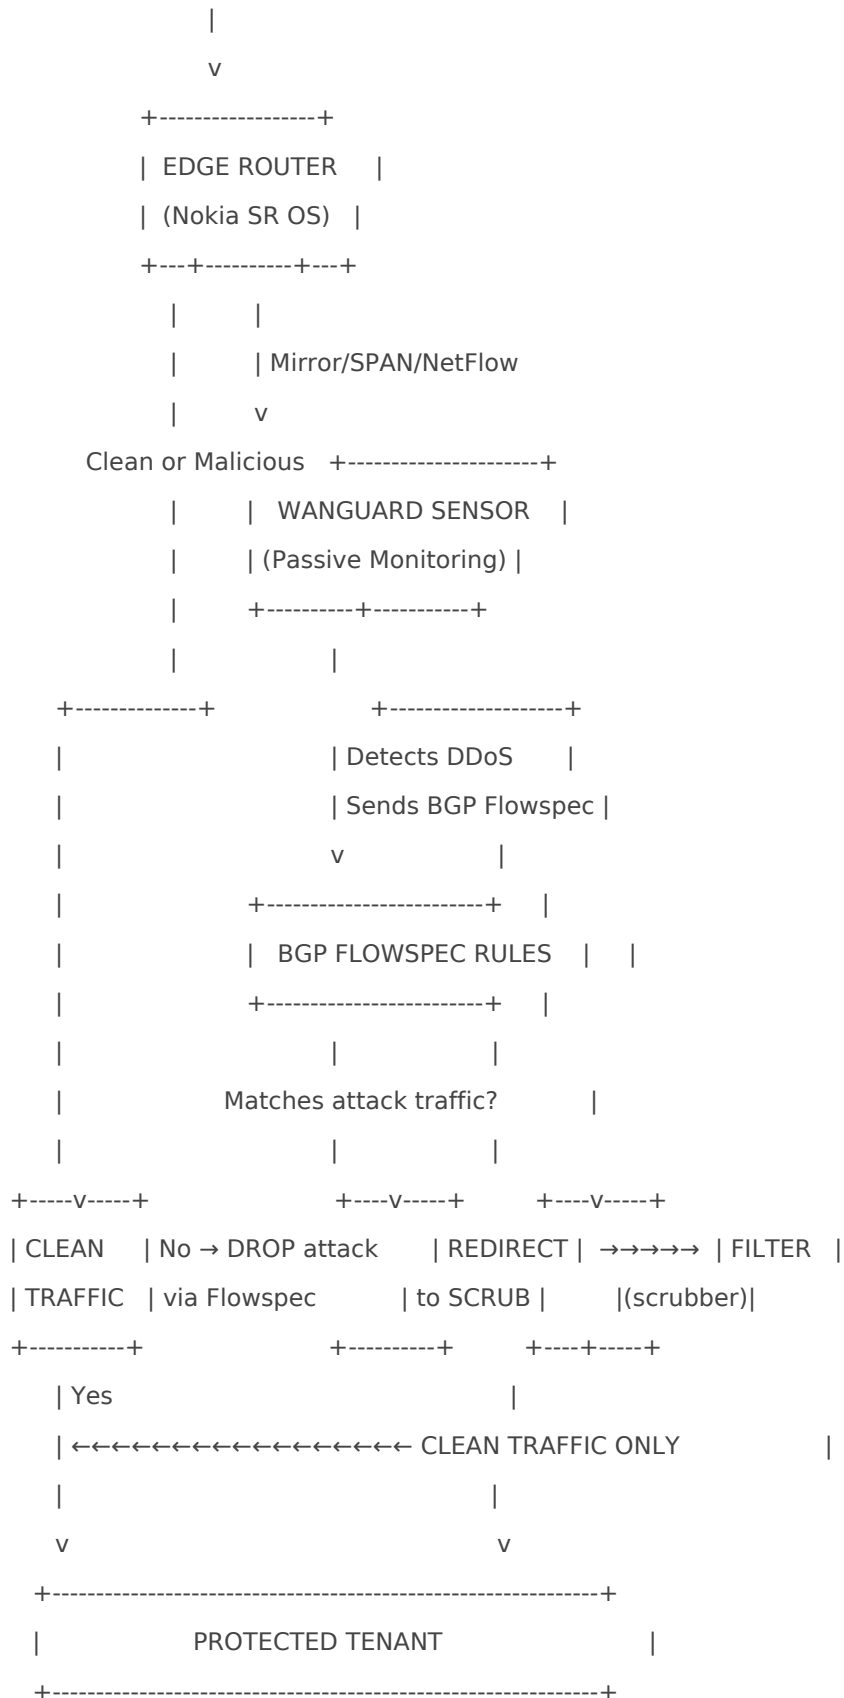 |
v
+------------------+
| EDGE ROUTER |
| (Nokia SR OS) |
+---+----------+---+
| |
| | Mirror/SPAN/NetFlow
| v
Clean or Malicious +----------------------+
| | WANGUARD SENSOR |
| | (Passive Monitoring) |
| +----------+-----------+
| |
+--------------+ +--------------------+
| | Detects DDoS |
| | Sends BGP Flowspec |
| v |
| +-------------------------+ |
| | BGP FLOWSPEC RULES | |
| +-------------------------+ |
| | |
| Matches attack traffic? |
| | |
+-----v-----+ +----v-----+ +----v-----+
| CLEAN | No → DROP attack | REDIRECT | →→→→→ | FILTER |
| TRAFFIC | via Flowspec | to SCRUB | |(scrubber)|
+-----------+ +----------+ +----+-----+
| Yes |
| ←←←←←←←←←←←←←←←←← CLEAN TRAFFIC ONLY |
| |
v v
+---------------------------------------------------------------+
| PROTECTED TENANT |
+---------------------------------------------------------------+